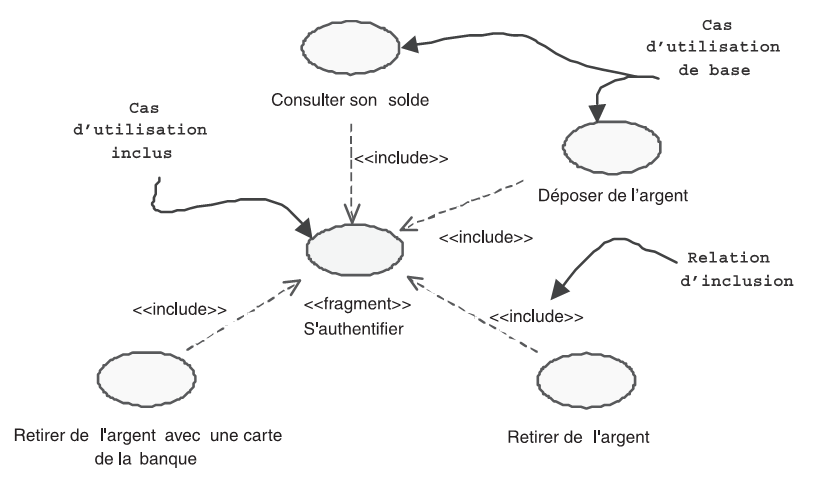 Cas
d'utilisation
de base
Consulter son solde
Cas
d'utilisation
inclus
<<include>>
Déposer de l'argent
<<include>>
Relation
d'inclusion
<<include>>
<<fragment>>
S'authentifier
<<include>>
Retirer de l'argent avec une carte
de la banque
Retirer de l'argent